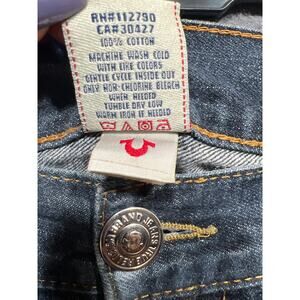 RN#112790
CA#30427
100% COTTON
MACHINE WASH COLD
WITH LIKE COLORS
GENTLE CYCLE INSIDE OUT
ONLY NON-CHLORINE BLEACH
WHEN NEEDED
TUMBLE DRY LOW
WARM IRON IF NEEDED
BRAND JEANS